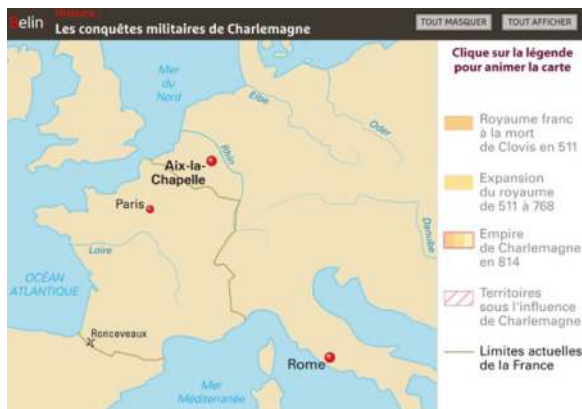 Belin
Histoire
Les conquêtes militaires de Charlemagne
TOUT MASQUER
TOUT AFFICHER
Clique sur la légende
pour animer la carte
Mer
du
Nord
Elbe
Oder
Rhin
Aix-la-
Chapelle
Paris
Loire
Danube
OCÉAN
ATLANTIQUE
Ronceveaux
Rome
Mer
Méditerranée
Royaume franc
à la mort
de Clovis en 511
Expansion
du royaume
de 511 à 768
Empire
de Charlemagne
en 814
Territoires
sous l'influence
de Charlemagne
Limites actuelles
de la France